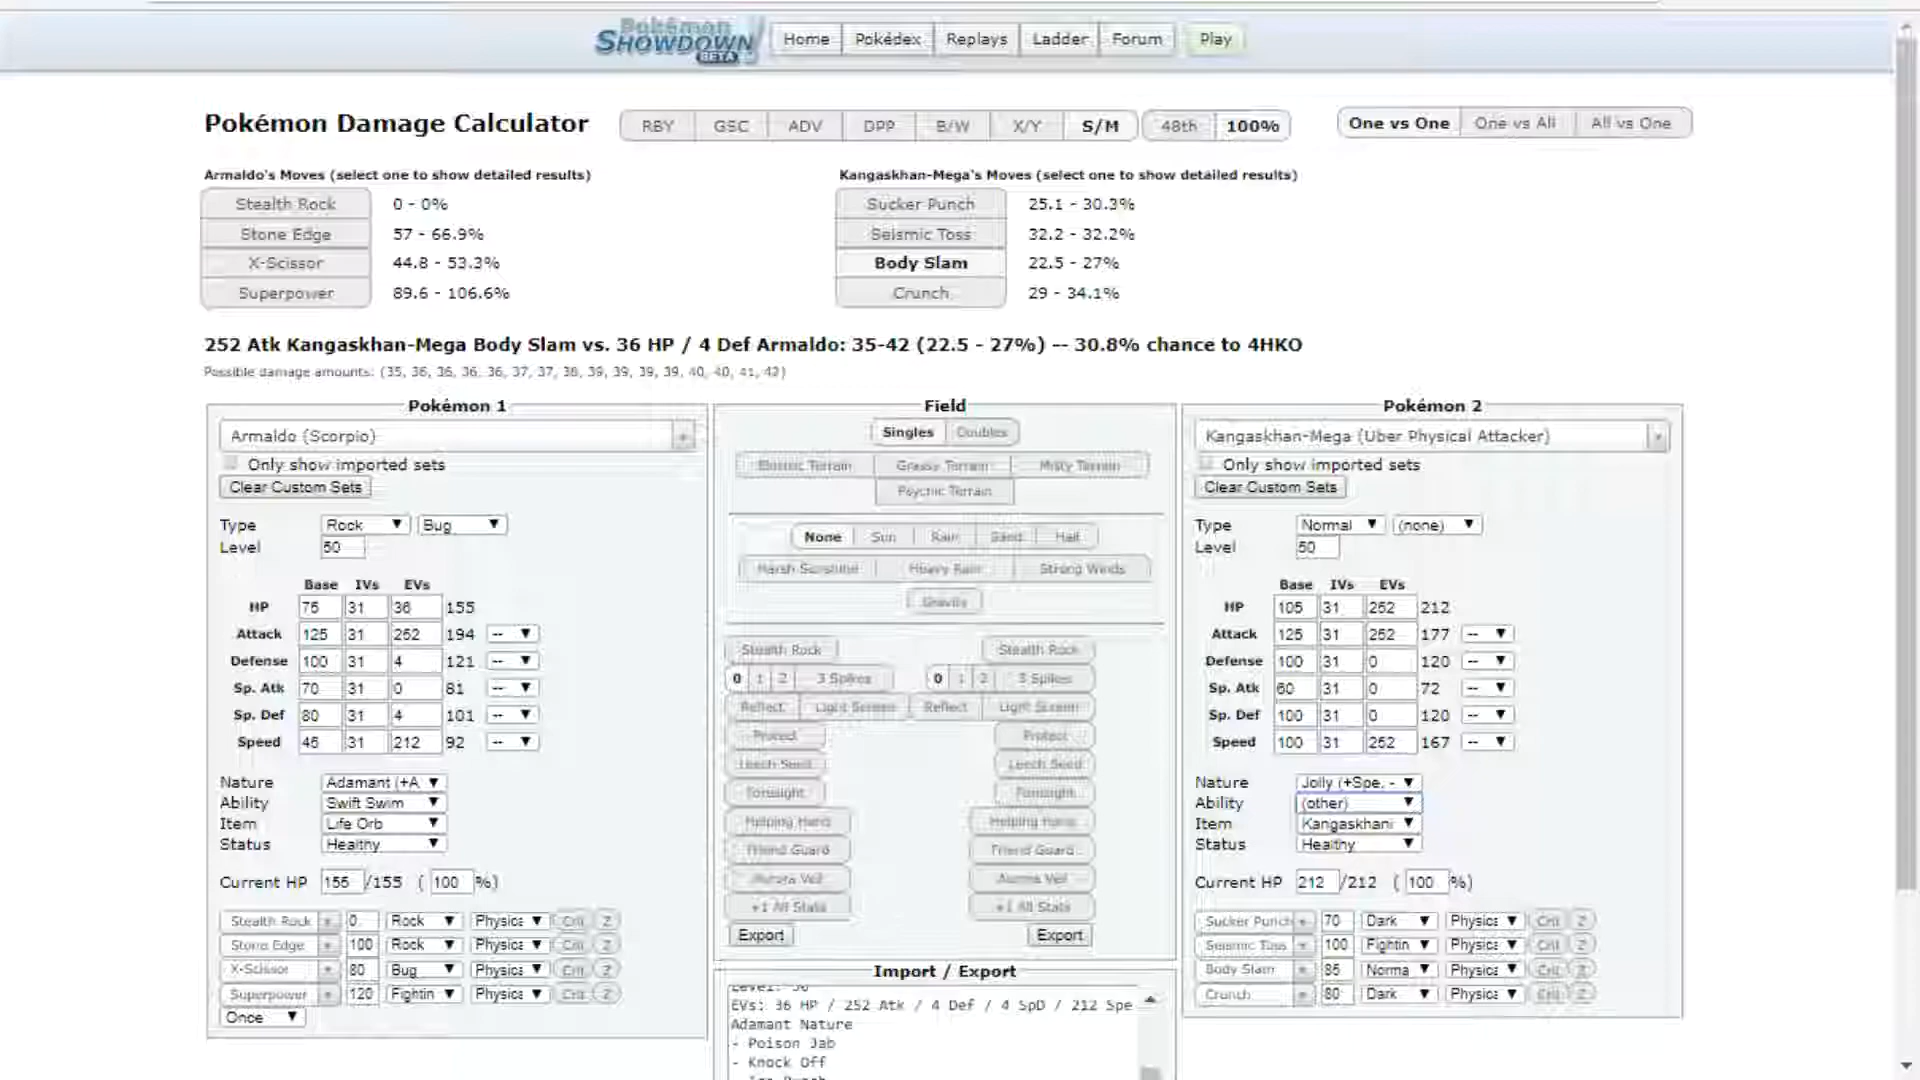 Pokémon
SHOWDOWN
BETA
Home Pokédex Replays Ladder Forum Play
Pokémon Damage Calculator RBY GSC ADV DPP B/W X/Y S/M 48th 100% One vs One One vs All All vs One
Armaldo's Moves (select one to show detailed results) Kangaskhan-Mega's Moves (select one to show detailed results)
Stealth Rock 0 - 0% Sucker Punch 25.1 - 30.3%
Stone Edge 57 - 66.9% Seismic Toss 32.2 - 32.2%
X-Scissor 44.8 - 53.3% Body Slam 22.5 - 27%
Superpower 89.6 - 106.6% Crunch 29 - 34.1%
252 Atk Kangaskhan-Mega Body Slam vs. 36 HP / 4 Def Armaldo: 35-42 (22.5 - 27%) -- 30.8% chance to 4HKO
Possible damage amounts: (35, 36, 36, 36, 36, 37, 37, 38, 39, 39, 39, 39, 40, 40, 41, 42)
Pokémon 1 Field Pokémon 2
Armaldo (Scorpio) Singles Doubles Kangaskhan-Mega (Uber Physical Attacker)
Only show imported sets Electric Terrain Grassy Terrain Misty Terrain Only show imported sets
Clear Custom Sets Psychic Terrain Clear Custom Sets
Type Rock Bug None Sun Rain Sand Hail Type Normal (none)
Level 50 Level 50
Harsh Sunshine Heavy Rain Strong Winds
Base IVs EVs Gravity Base IVs EVs
HP 75 31 36 155 HP 105 31 252 212
Attack 125 31 252 194 -- Attack 125 31 252 177 --
Defense 100 31 4 121 -- Stealth Rock Stealth Rock Defense 100 31 0 120 --
Sp. Atk 70 31 0 81 -- 0 1 2 3 Spikes 0 1 2 3 Spikes Sp. Atk 60 31 0 72 --
Sp. Def 80 31 4 101 -- Reflect Light Screen Reflect Light Screen Sp. Def 100 31 0 120 --
Speed 45 31 212 92 -- Protect Protect Speed 100 31 252 167 --
Leech Seed Leech Seed
Nature Adamant (+A Foresight Foresight Nature Jolly (+Spe, -
Ability Swift Swim Ability (other)
Item Life Orb Helping Hand Helping Hand Item Kangaskhani
Status Healthy Friend Guard Friend Guard Status Healthy
Current HP 155 /155 ( 100 %) Aurora Veil Aurora Veil Current HP 212 /212 ( 100 %)
+1 All Stats +1 All Stats
Stealth Rock 0 Rock Physica Crit Z Sucker Punch 70 Dark Physica Crit Z
Stone Edge 100 Rock Physica Crit Z Export Export Seismic Toss 100 Fightin Physica Crit Z
X-Scissor 80 Bug Physica Crit Z Import / Export Body Slam 85 Norma Physica Crit Z
Superpower 120 Fightin Physica Crit Z Crunch 80 Dark Physica Crit Z
Once
Level: 50
EVs: 36 HP / 252 Atk / 4 Def / 4 SpD / 212 Spe
Adamant Nature
- Poison Jab
- Knock Off